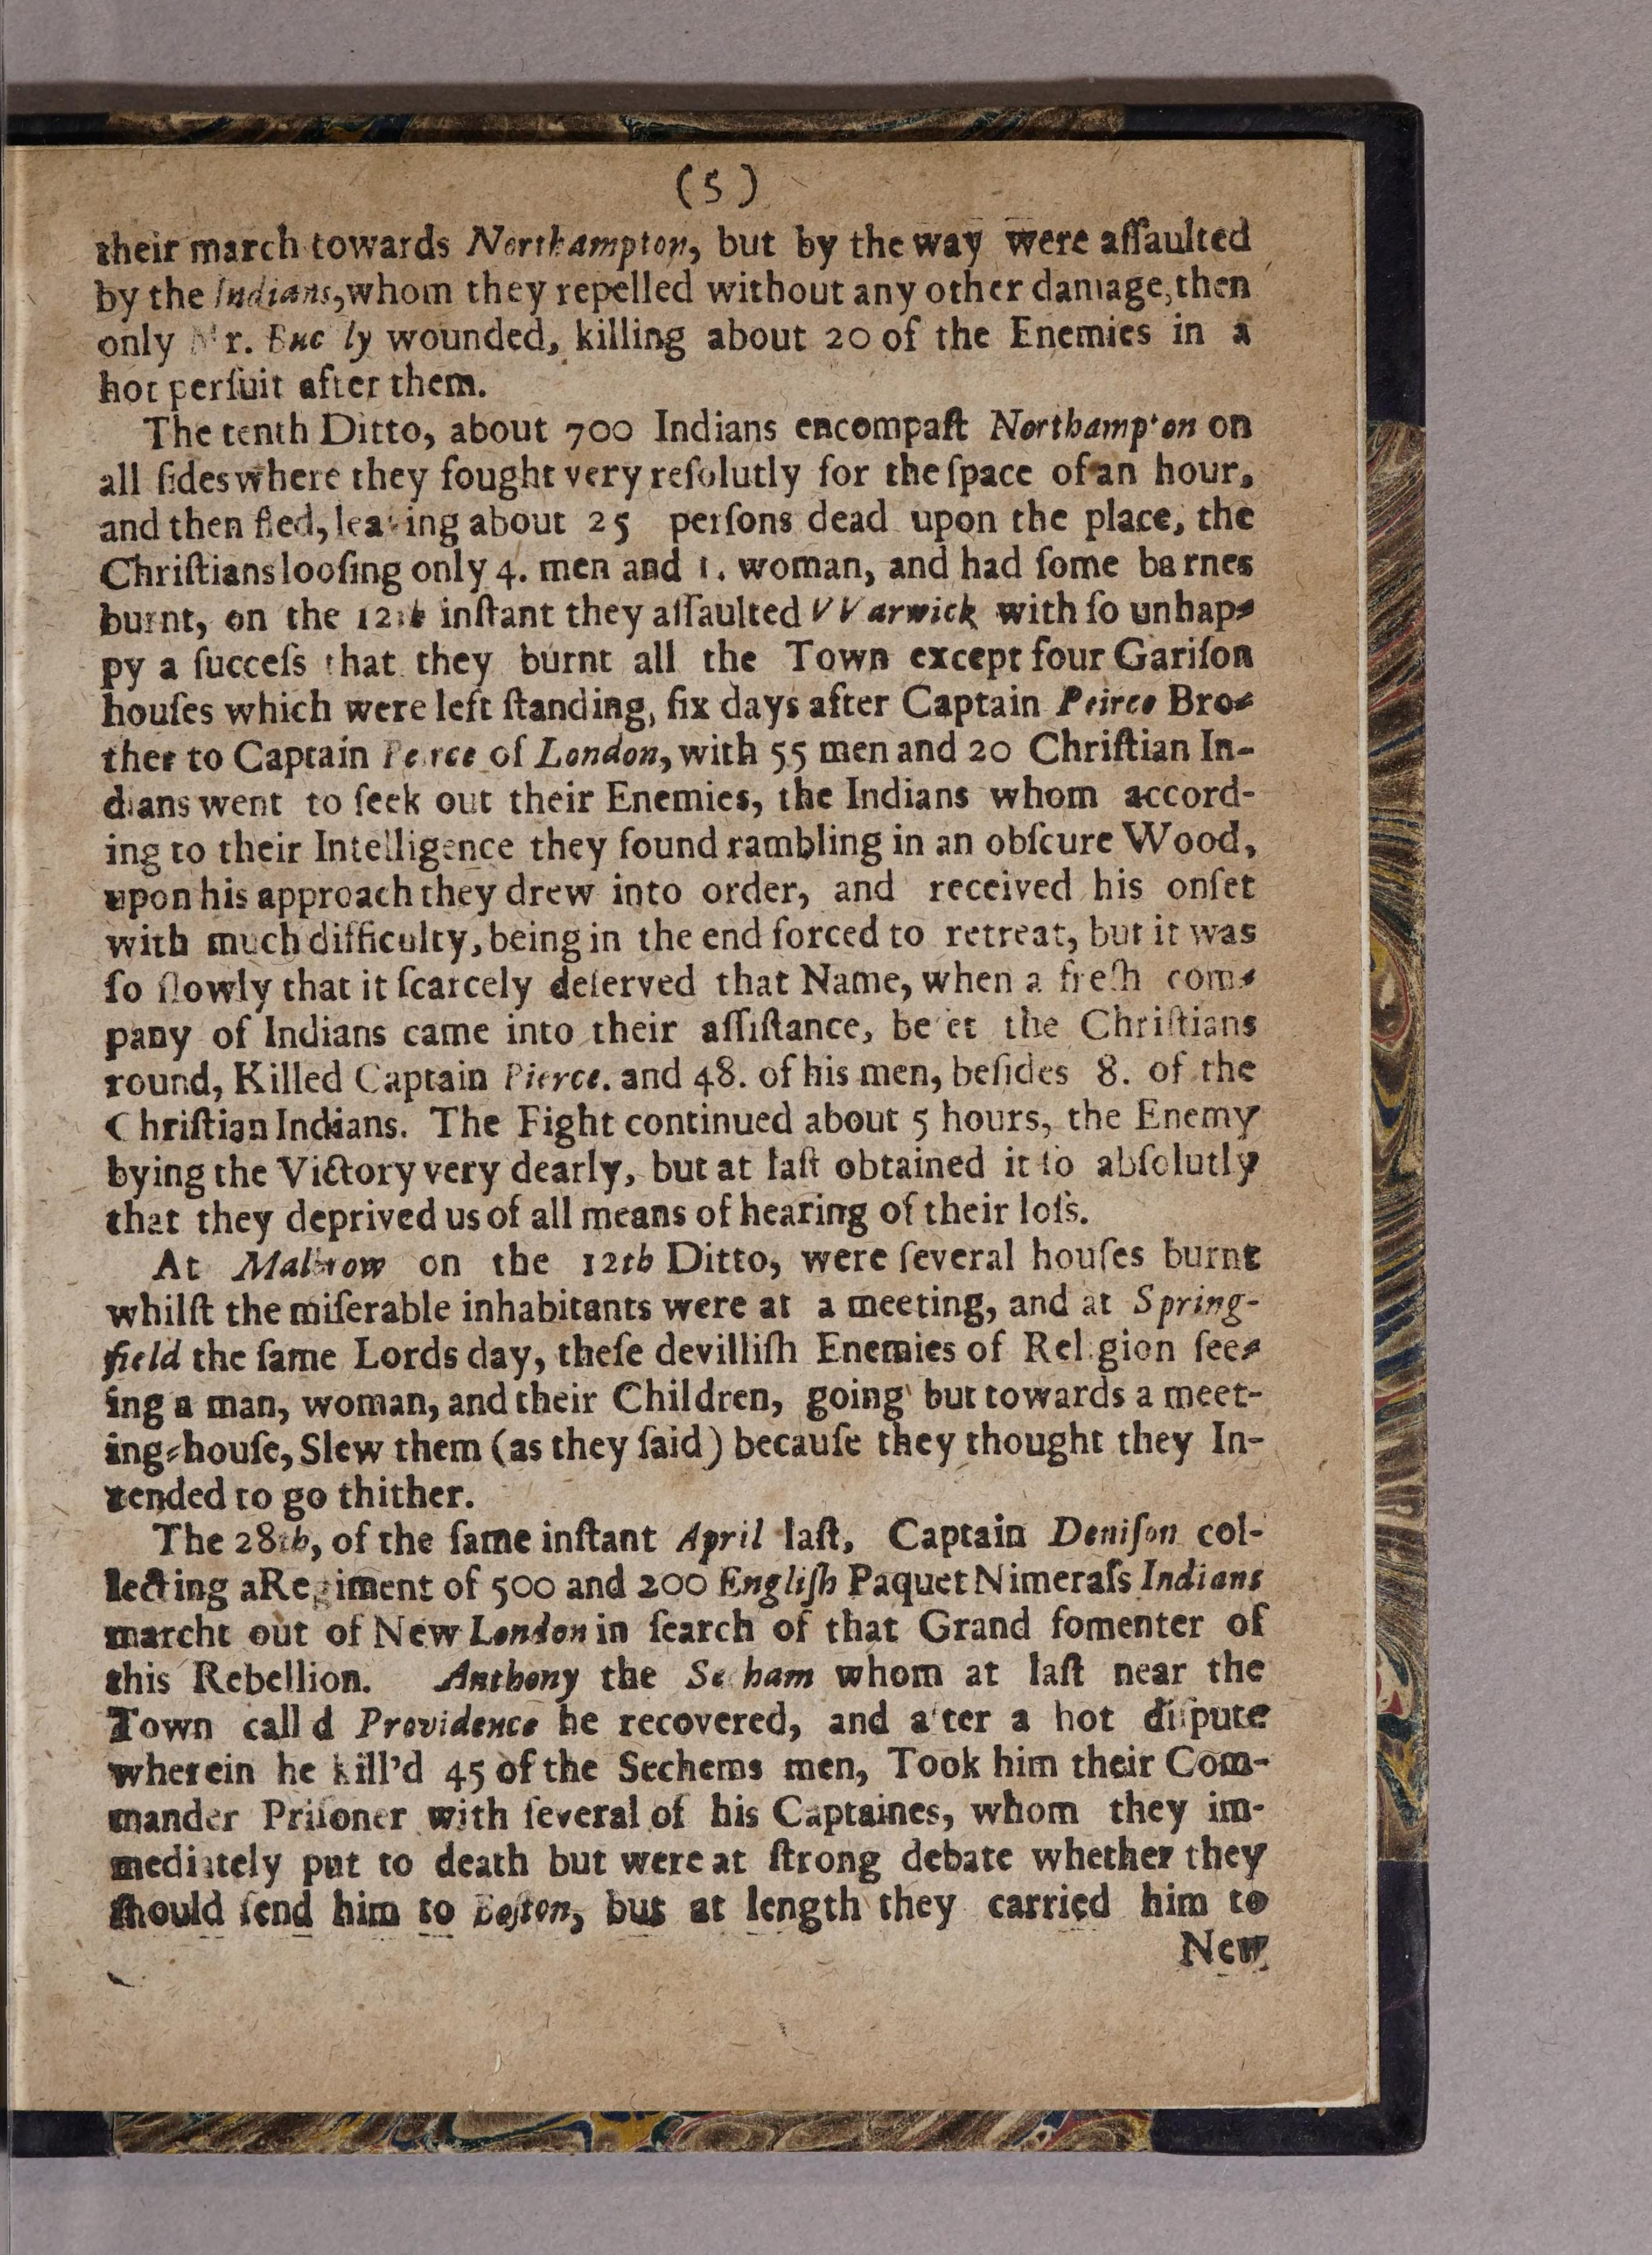 (5)
their march towards Northampton, but by the way were aſſaulted
by the Indians, whom they repelled without any other damage, then
only Mr. Buc ly wounded, killing about 20 of the Enemies in a
hot perſuit after them.
The tenth Ditto, about 700 Indians encompaſt Northampton on
all ſides where they fought very reſolutly for the ſpace of an hour,
and then fled, leaving about 25 perſons dead upon the place, the
Chriſtians looſing only 4. men and 1. woman, and had ſome barnes
burnt, on the 12th inſtant they aſſaulted VVarwick with ſo unhap-
py a ſucceſs that they burnt all the Town except four Gariſon
houſes which were left ſtanding, ſix days after Captain Peirce Bro-
ther to Captain Peirce of London, with 55 men and 20 Chriſtian In-
dians went to ſeek out their Enemies, the Indians whom accord-
ing to their Intelligence they found rambling in an obſcure Wood,
upon his approach they drew into order, and received his onſet
with much difficulty, being in the end forced to retreat, but it was
ſo ſlowly that it ſcarcely deſerved that Name, when a freſh com-
pany of Indians came into their aſſiſtance, beſet the Chriſtians
round, Killed Captain Pierce. and 48. of his men, beſides 8. of the
Chriſtian Indians. The Fight continued about 5 hours, the Enemy
bying the Victory very dearly, but at laſt obtained it ſo abſolutly
that they deprived us of all means of hearing of their loſs.
At Malbrow on the 12th Ditto, were ſeveral houſes burnt
whilſt the miſerable inhabitants were at a meeting, and at Spring-
field the ſame Lords day, theſe devilliſh Enemies of Religion ſee-
ing a man, woman, and their Children, going but towards a meet-
ing-houſe, Slew them (as they ſaid) becauſe they thought they In-
tended to go thither.
The 28th, of the ſame inſtant April laſt, Captain Deniſon col-
lecting a Regiment of 500 and 200 Engliſh Paquet Nimeraſs Indians
marcht out of New London in ſearch of that Grand fomenter of
this Rebellion. Anthony the Secham whom at laſt near the
Town call d Providence he recovered, and after a hot diſpute
wherein he kill'd 45 of the Sechems men, Took him their Com-
mander Priſoner with ſeveral of his Captaines, whom they im-
mediately put to death but were at ſtrong debate whether they
ſhould ſend him to Boſton, but at length they carried him to
New